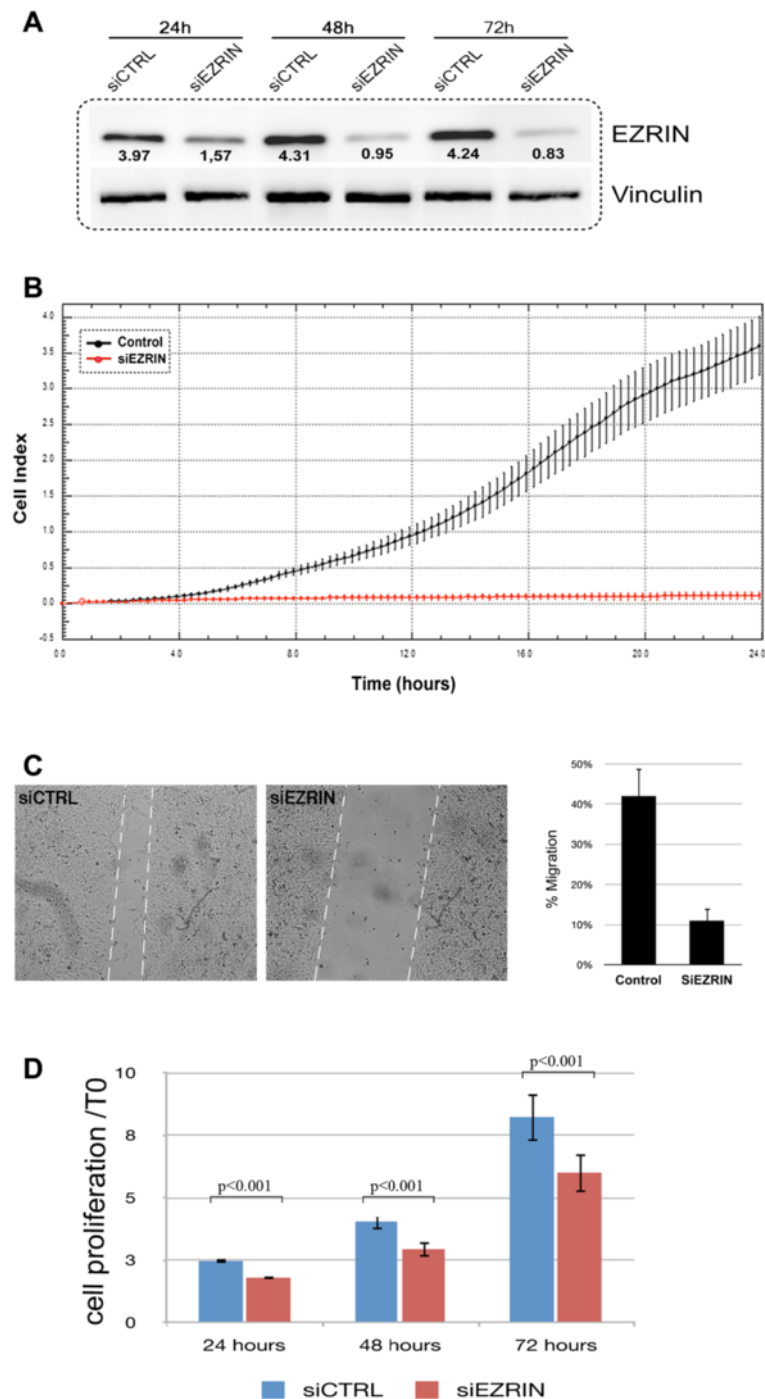 A
24h 48h 72h
siCTRL siEZRIN siCTRL siEZRIN siCTRL siEZRIN
EZRIN
3.97 1,57 4.31 0.95 4.24 0.83
Vinculin
B
4.0
3.5
3.0
2.5
2.0
1.5
1.0
0.5
0.0
-0.5
Cell Index
Control
siEZRIN
0.0 4.0 8.0 12.0 16.0 20.0 24.0
Time (hours)
C
siCTRL siEZRIN
50%
40%
30%
20%
10%
0%
% Migration
Control SiEZRIN
D
cell proliferation /T0
10
8
5
3
0
p<0.001 p<0.001 p<0.001
24 hours 48 hours 72 hours
siCTRL siEZRIN